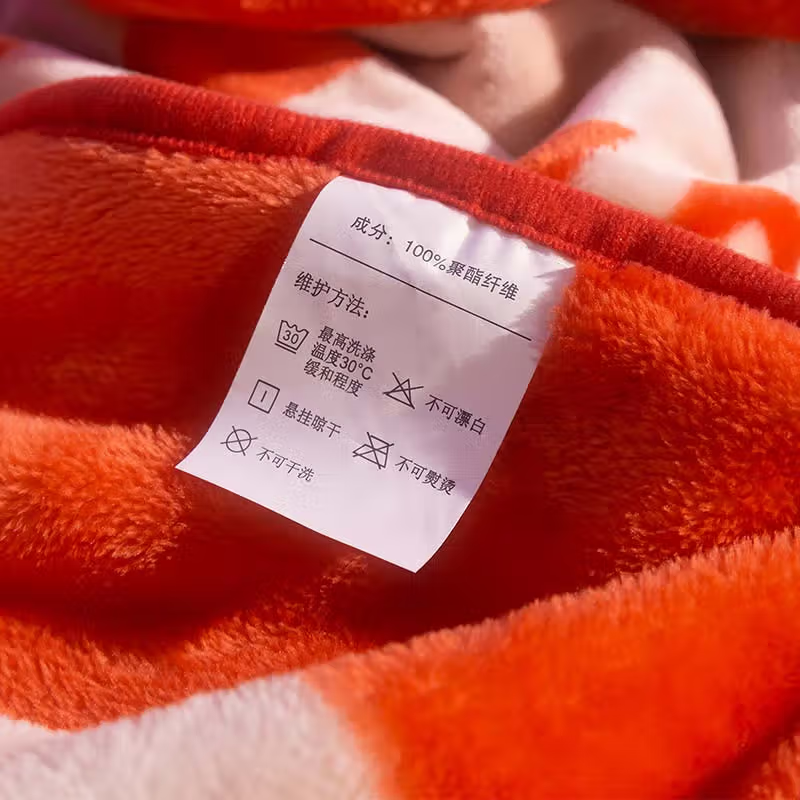 成分：100%聚酯纤维
维护方法：
30
最高洗涤
温度30°C
缓和程度
不可漂白
悬挂晾干
不可熨烫
不可干洗